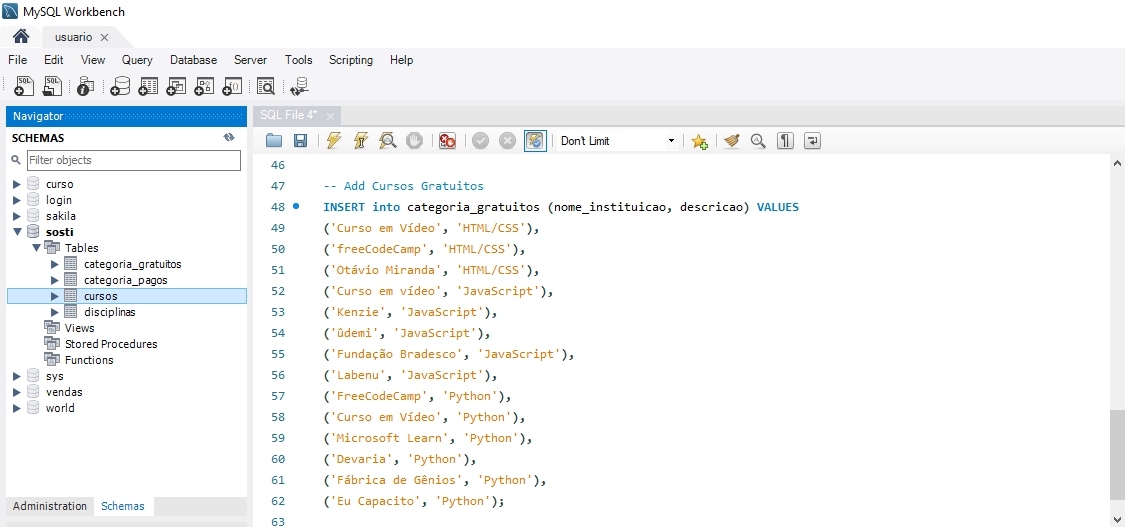 MySQL Workbench
usuario
File Edit View Query Database Server Tools Scripting Help
Navigator
SCHEMAS
Filter objects
curso
login
sakila
sosti
Tables
categoria_gratuitos
categoria_pagos
cursos
disciplinas
Views
Stored Procedures
Functions
sys
vendas
world
Administration Schemas
SQL File 4*
Don't Limit
46
47 -- Add Cursos Gratuitos
48 INSERT into categoria_gratuitos (nome_instituicao, descricao) VALUES
49 ('Curso em Vídeo', 'HTML/CSS'),
50 ('freeCodeCamp', 'HTML/CSS'),
51 ('Otávio Miranda', 'HTML/CSS'),
52 ('Curso em vídeo', 'JavaScript'),
53 ('Kenzie', 'JavaScript'),
54 ('ûdemi', 'JavaScript'),
55 ('Fundação Bradesco', 'JavaScript'),
56 ('Labenu', 'JavaScript'),
57 ('FreeCodeCamp', 'Python'),
58 ('Curso em Vídeo', 'Python'),
59 ('Microsoft Learn', 'Python'),
60 ('Devaria', 'Python'),
61 ('Fábrica de Gênios', 'Python'),
62 ('Eu Capacito', 'Python');
63